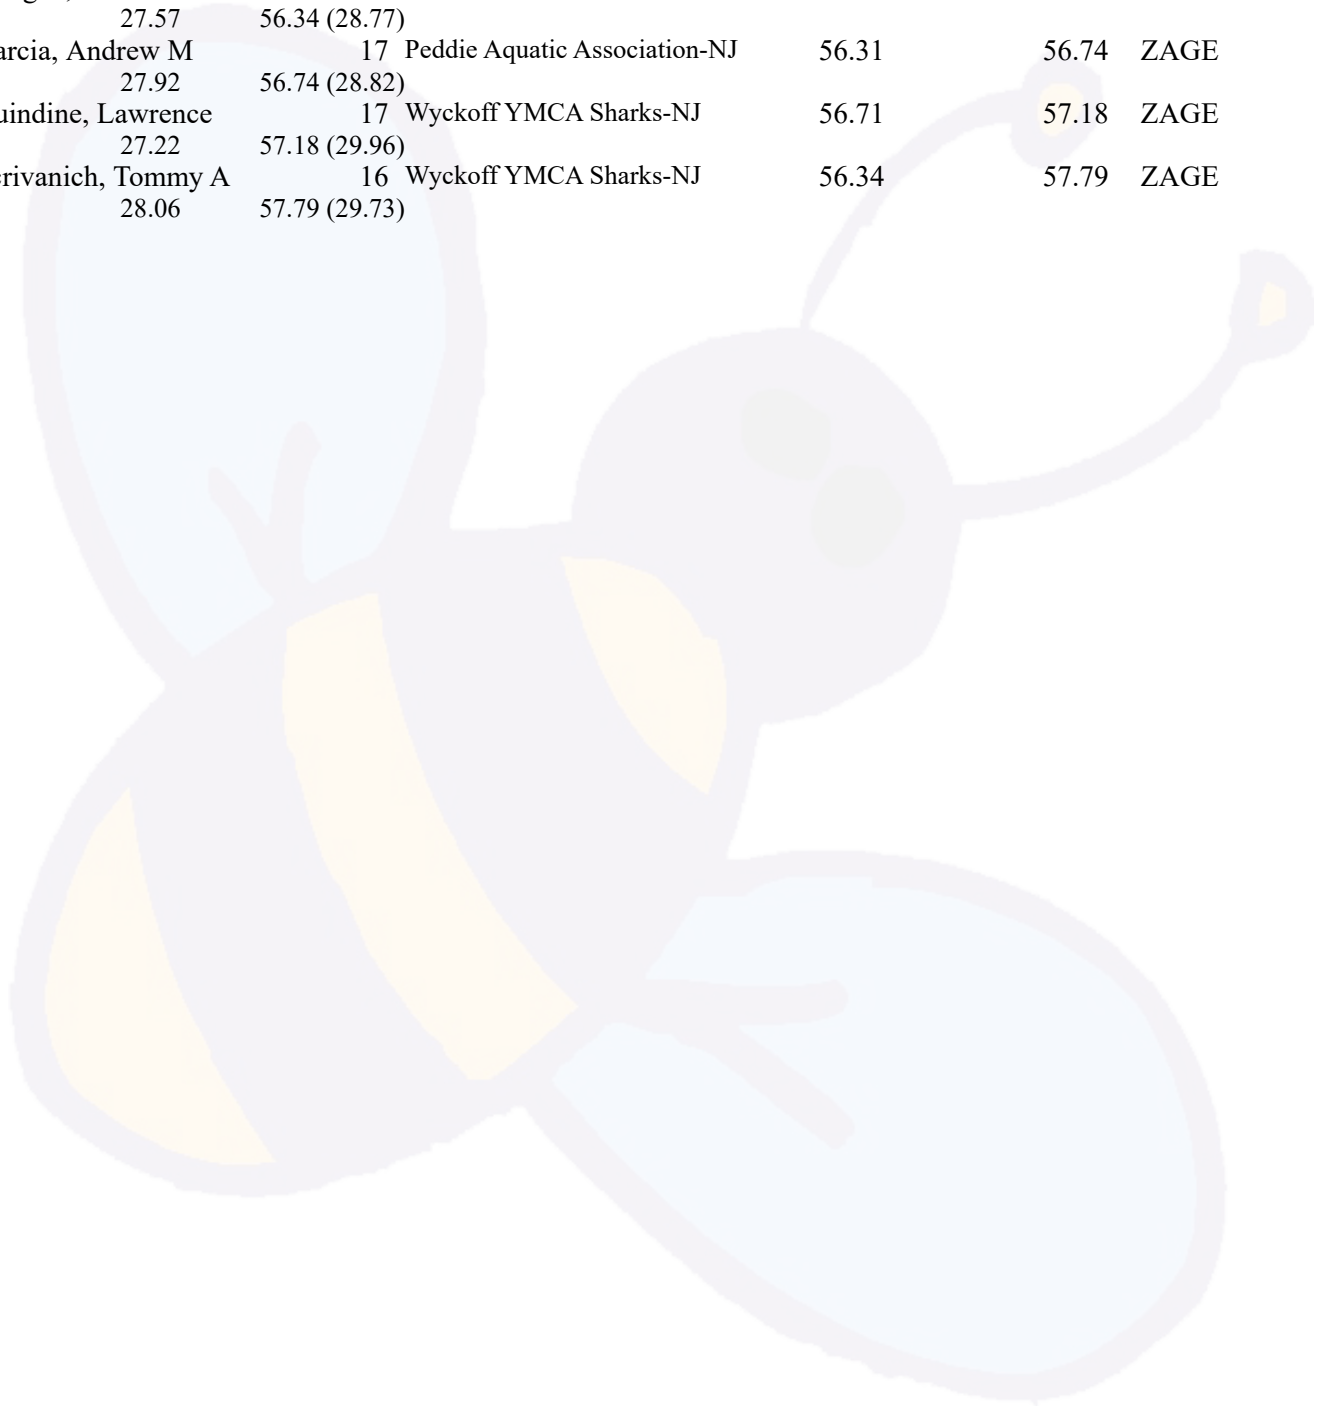 27.57 56.34 (28.77)
arcia, Andrew M 17 Peddie Aquatic Association-NJ 56.31 56.74 ZAGE
27.92 56.74 (28.82)
uindine, Lawrence 17 Wyckoff YMCA Sharks-NJ 56.71 57.18 ZAGE
27.22 57.18 (29.96)
rivanich, Tommy A 16 Wyckoff YMCA Sharks-NJ 56.34 57.79 ZAGE
28.06 57.79 (29.73)